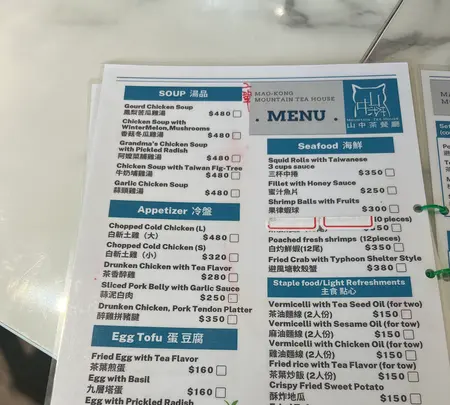 SOUP 湯品
Gourd Chicken Soup $480
鳳梨苦瓜雞湯
Chicken Soup with
WinterMelon,Mushrooms $480
香菇冬瓜雞湯
Grandma's Chicken Soup
with Pickled Radish $480
阿嬤菜脯雞湯
Chicken Soup with Taiwan Fig-Tree $480
牛奶埔雞湯
Garlic Chicken Soup $480
蒜頭雞湯
Appetizer 冷盤
Chopped Cold Chicken (L) $480
白斬土雞（大）
Chopped Cold Chicken (S) $320
白斬土雞（小）
Drunken Chicken with Tea Flavor $280
茶香醉雞
Sliced Pork Belly with Garlic Sauce $250
蒜泥白肉
Drunken Chicken, Pork Tendon Platter $350
醉雞拼豬腱
Egg Tofu 蛋豆腐
Fried Egg with Tea Flavor $160
茶葉煎蛋
Egg with Basil $160
九層塔蛋
Egg with Prickled Radish
MAO-KONG
MOUNTAIN TEA HOUSE
MENU
MOUNTAIN TEA HOUSE
山中茶餐廳
Seafood 海鮮
Squid Rolls with Taiwanese
3 cups sauce $350
三杯中捲
Fillet with Honey Sauce $250
蜜汁魚片
Shrimp Balls with Fruits $300
果律蝦球
10 pieces)
Poached fresh shrimps (12pieces) $350
白灼鮮蝦(12尾)
Fried Crab with Typhoon Shelter Style $380
避風塘軟殼蟹
Staple food/Light Refreshments
主食 點心
Vermicelli with Tea Seed Oil (for two) $150
茶油麵線 (2人份)
Vermicelli with Sesame Oil (for tow) $150
麻油麵線 (2人份)
Vermicelli with Chicken Oil (for tow) $150
雞油麵線 (2人份)
Fried rice with Tea Flavor (for tow) $150
茶葉炒飯 (2人份)
Crispy Fried Sweet Potato $150
酥炸地瓜